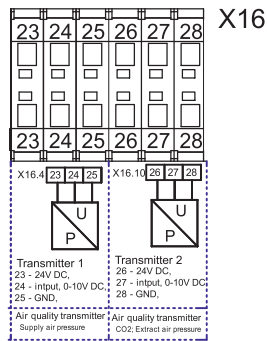 X16
23 24 25 26 27 28
23 24 25 26 27 28
X16.4 23 24 25
X16.10 26 27 28
U
P
U
P
Transmitter 1
23 - 24V DC,
24 - intput, 0-10V DC,
25 - GND,
Transmitter 2
26 - 24V DC,
27 - intput, 0-10V DC
28 - GND,
Air quality transmitter
Supply air pressure
Air quality transmitter
CO2; Extract air pressure